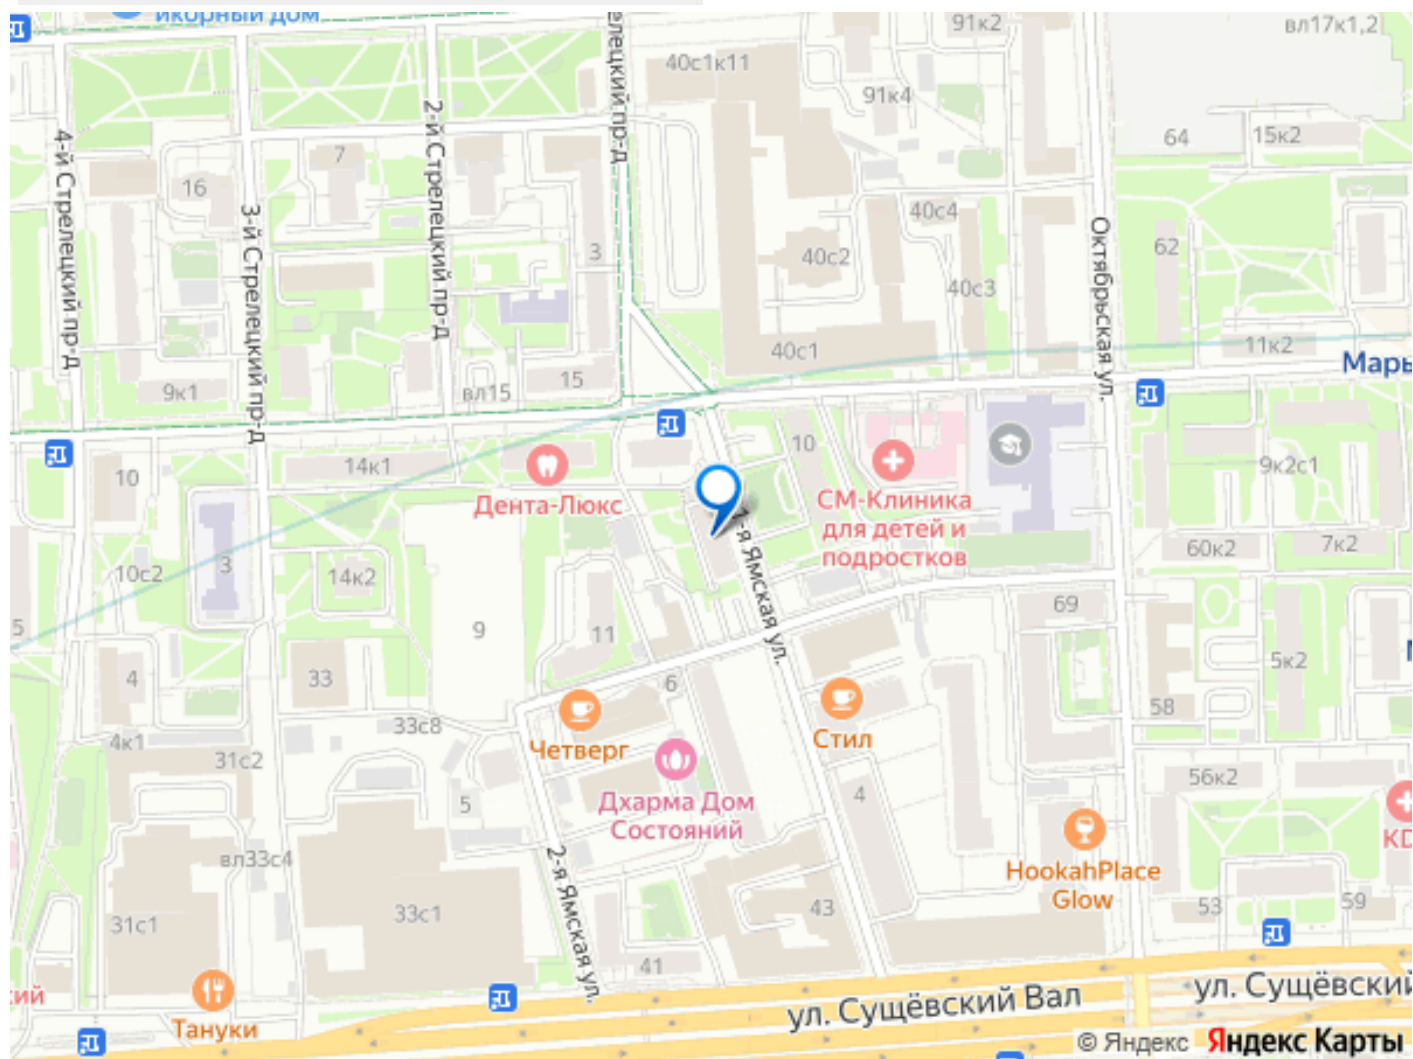 икорный дом
91к2
вл17к1,2
елецкий пр-д
40с1к11
91к4
2-й Стрелецкий пр-д
4-й Стрелецкий пр-д
64
15к2
7
16
3-й Стрелецкий пр-д
40с4
Октябрьская ул.
62
3
40с2
40с3
40с1
11к2
Марь
15
9к1
вл15
10
14к1
9к2с1
10
Дента-Люкс
СМ-Клиника
для детей и
подростков
1-я Ямская ул.
60к2
7к2
3
10с2
14к2
69
5
9
11
5к2
4
33
6
58
33с8
Четверг
Стил
4к1
31с2
56к2
Дхарма Дом
Состояний
5
4
KD
вл33с4
2-я Ямская ул.
HookahPlace
Glow
33с1
43
53
59
31с1
41
кий
ул. Сущёвский Вал
ул. Сущёвский
Тануки
© Яндекс Яндекс Карты